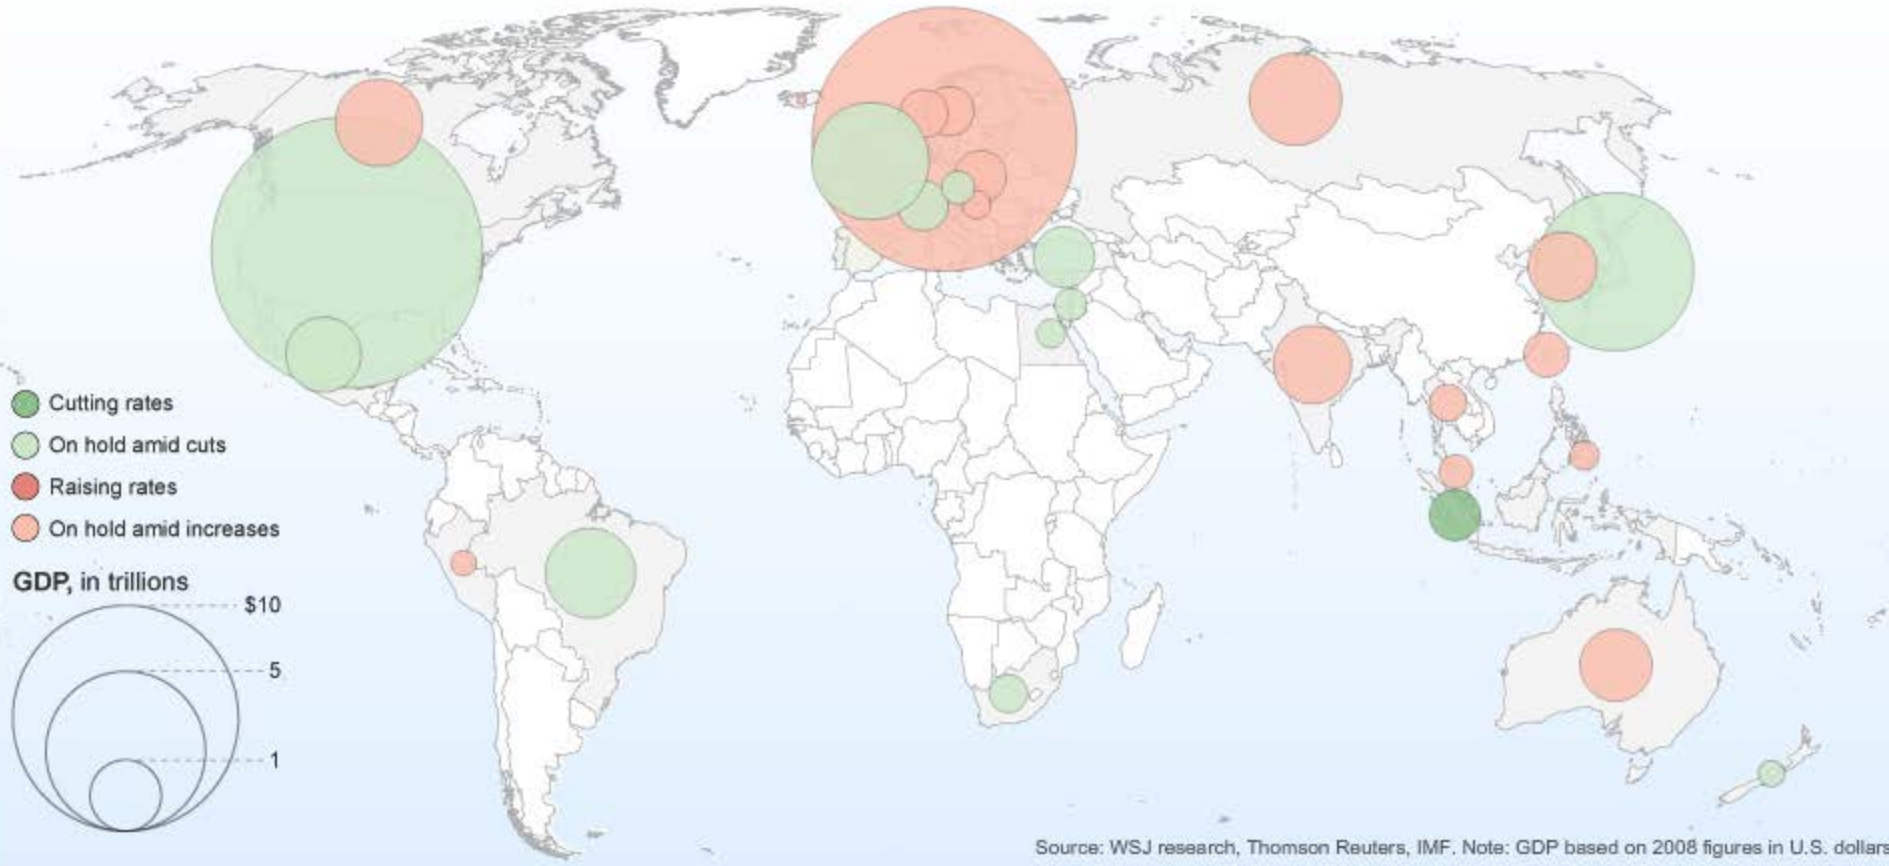 Cutting rates
On hold amid cuts
Raising rates
On hold amid increases
GDP, in trillions
$10
5
1
Source: WSJ research, Thomson Reuters, IMF. Note: GDP based on 2008 figures in U.S. dollars